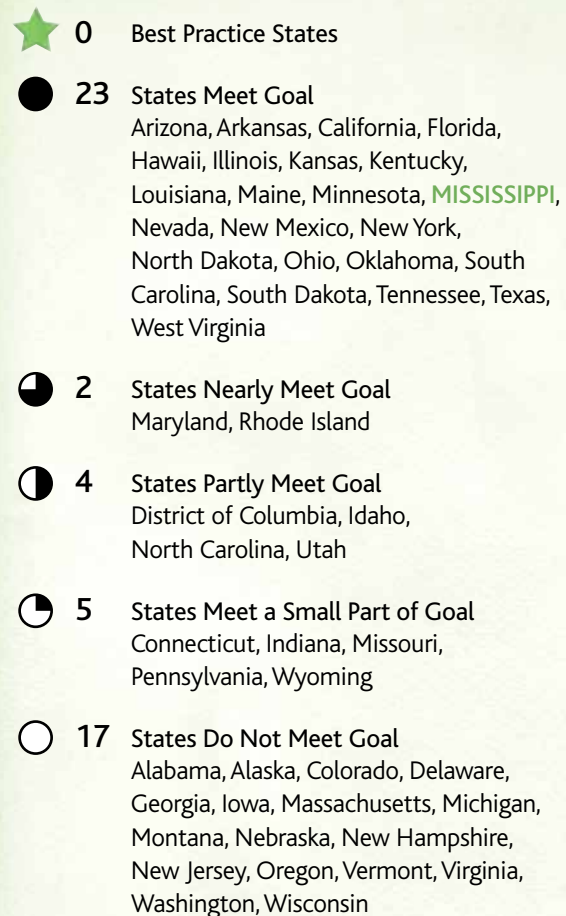 0 Best Practice States
23 States Meet Goal
Arizona, Arkansas, California, Florida,
Hawaii, Illinois, Kansas, Kentucky,
Louisiana, Maine, Minnesota, MISSISSIPPI,
Nevada, New Mexico, New York,
North Dakota, Ohio, Oklahoma, South
Carolina, South Dakota, Tennessee, Texas,
West Virginia
2 States Nearly Meet Goal
Maryland, Rhode Island
4 States Partly Meet Goal
District of Columbia, Idaho,
North Carolina, Utah
5 States Meet a Small Part of Goal
Connecticut, Indiana, Missouri,
Pennsylvania, Wyoming
17 States Do Not Meet Goal
Alabama, Alaska, Colorado, Delaware,
Georgia, Iowa, Massachusetts, Michigan,
Montana, Nebraska, New Hampshire,
New Jersey, Oregon, Vermont, Virginia,
Washington, Wisconsin